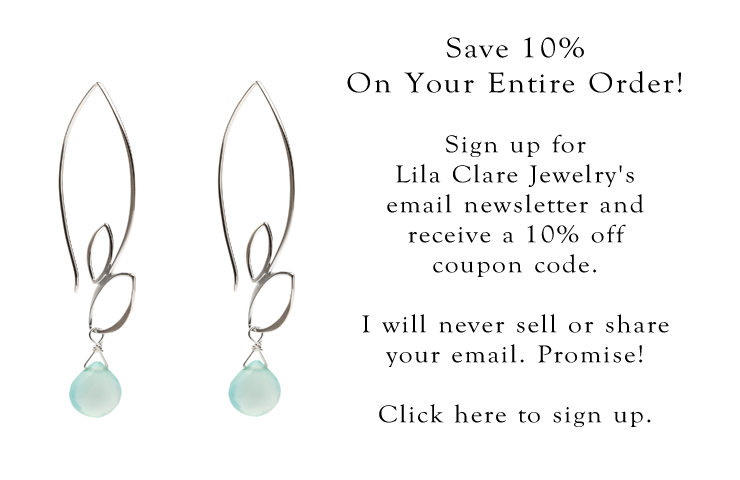 Save 10%
On Your Entire Order!
Sign up for
Lila Clare Jewelry's
email newsletter and
receive a 10% off
coupon code.
I will never sell or share
your email. Promise!
Click here to sign up.